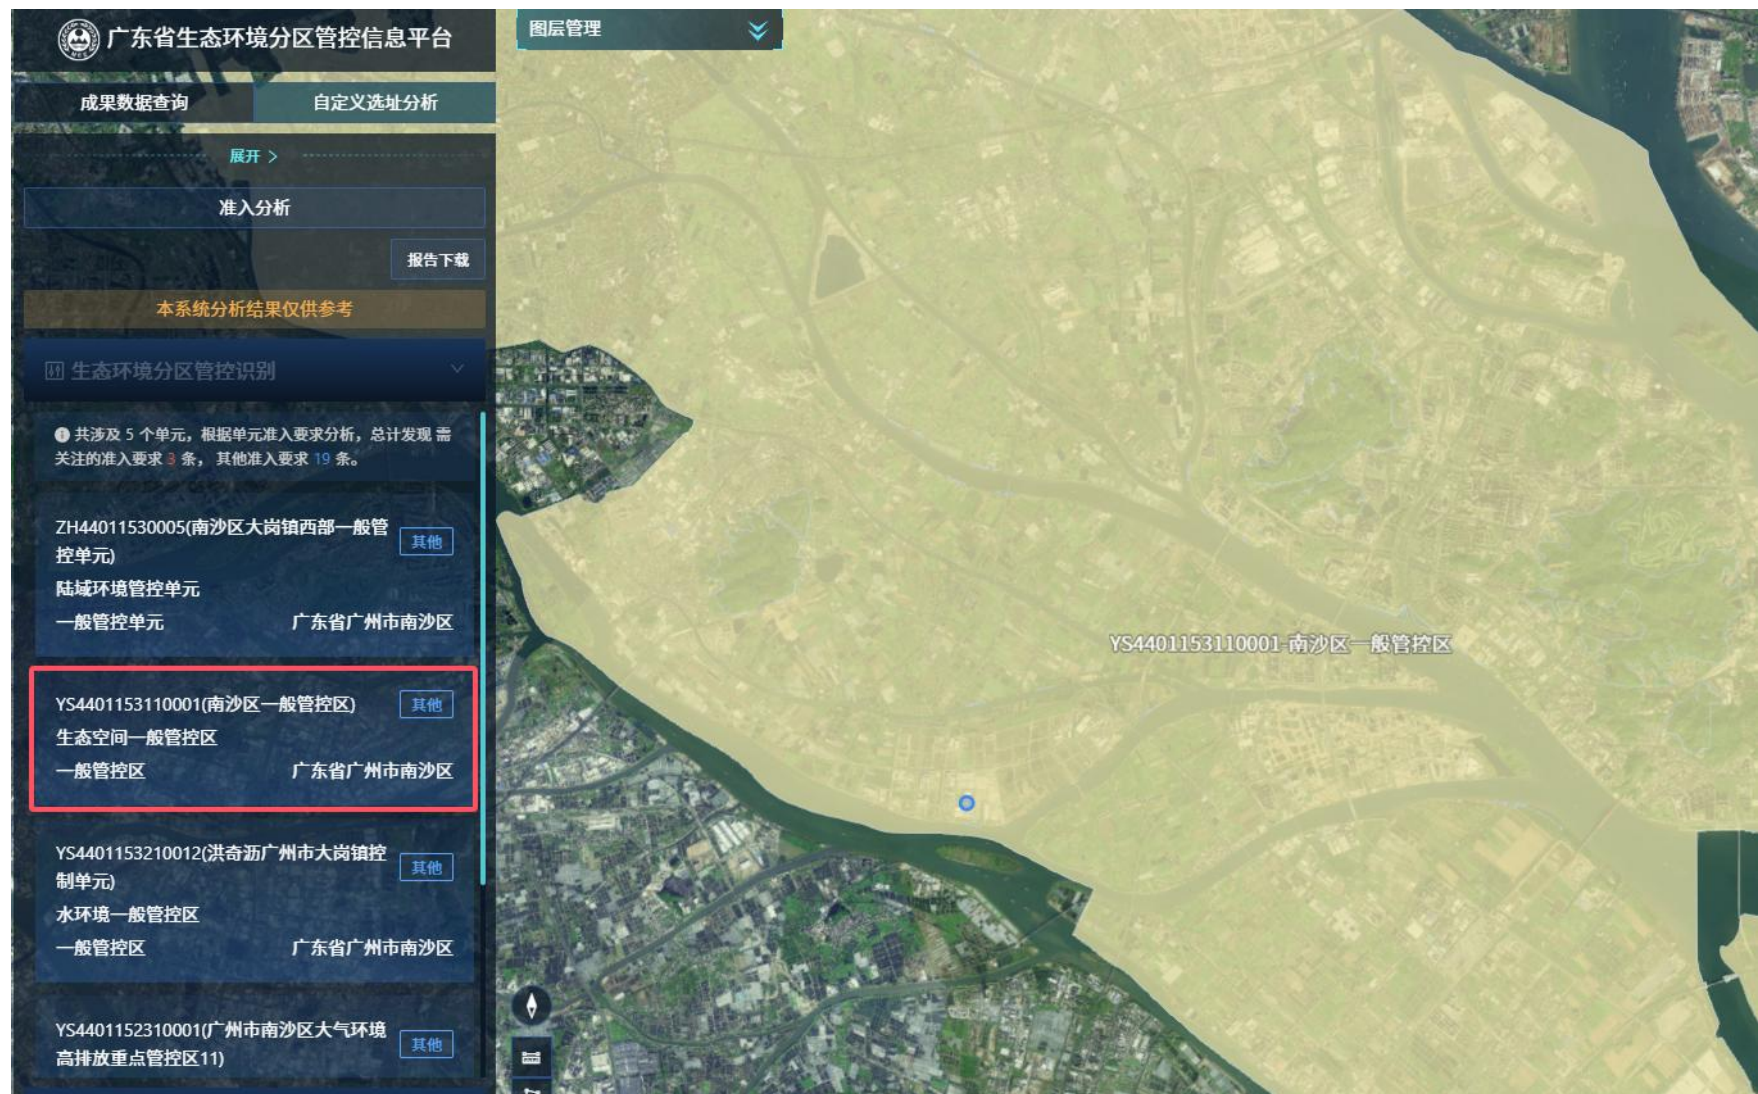 广东省生态环境分区管控信息平台
图层管理
成果数据查询
自定义选址分析
展开 >
准入分析
报告下载
本系统分析结果仅供参考
生态环境分区管控识别
共涉及 5 个单元，根据单元准入要求分析，总计发现 需
关注的准入要求 3 条， 其他准入要求 19 条。
ZH44011530005(南沙区大岗镇西部一般管
控单元)
其他
陆域环境管控单元
一般管控单元 广东省广州市南沙区
YS4401153110001(南沙区一般管控区)
其他
生态空间一般管控区
一般管控区 广东省广州市南沙区
YS4401153210012(洪奇沥广州市大岗镇控
制单元)
其他
水环境一般管控区
一般管控区 广东省广州市南沙区
YS4401152310001(广州市南沙区大气环境
高排放重点管控区11)
其他
YS4401153110001-南沙区一般管控区